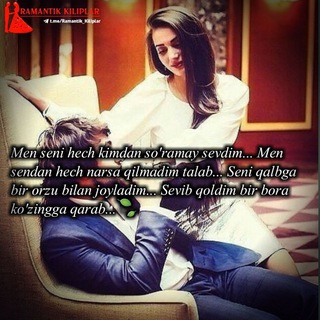 RAMANTIK KILIPLAR
t.me/Ramantik_Kiliplar
Men seni hech kimdan so'ramay sevdim... Men
sendan hech narsa qilmadim talab... Seni qalbga
bir orzu bilan joyladim... Sevib qoldim bir bora
ko'zingga qarab...